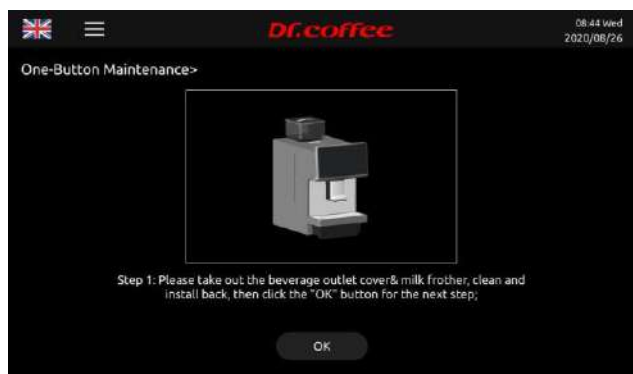 Dr.coffee
08:44 Wed
2020/08/26
One-Button Maintenance>
Step 1: Please take out the beverage outlet cover& milk frother, clean and
install back, then click the "OK" button for the next step;
OK